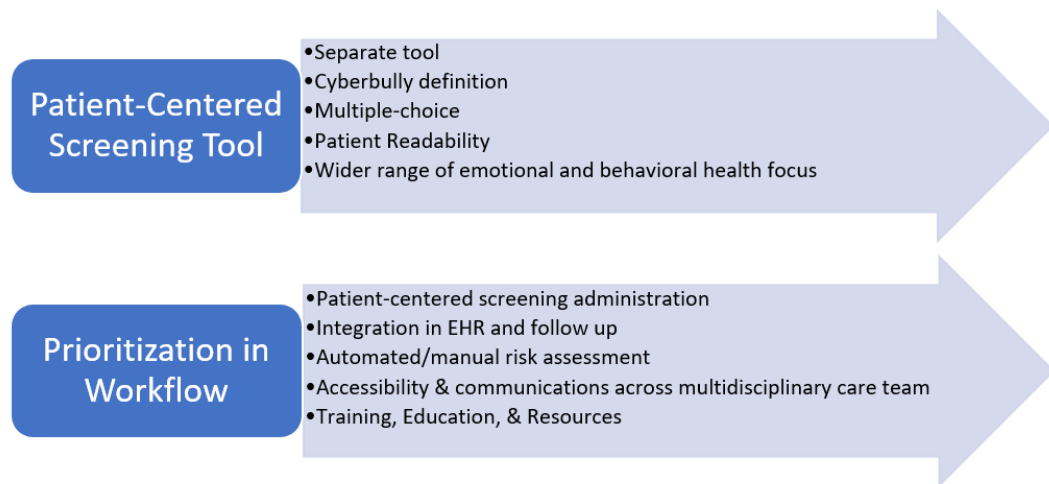 Patient-Centered
Screening Tool
•Separate tool
•Cyberbully definition
•Multiple-choice
•Patient Readability
•Wider range of emotional and behavioral health focus
Prioritization in
Workflow
•Patient-centered screening administration
•Integration in EHR and follow up
•Automated/manual risk assessment
•Accessibility & communications across multidisciplinary care team
•Training, Education, & Resources